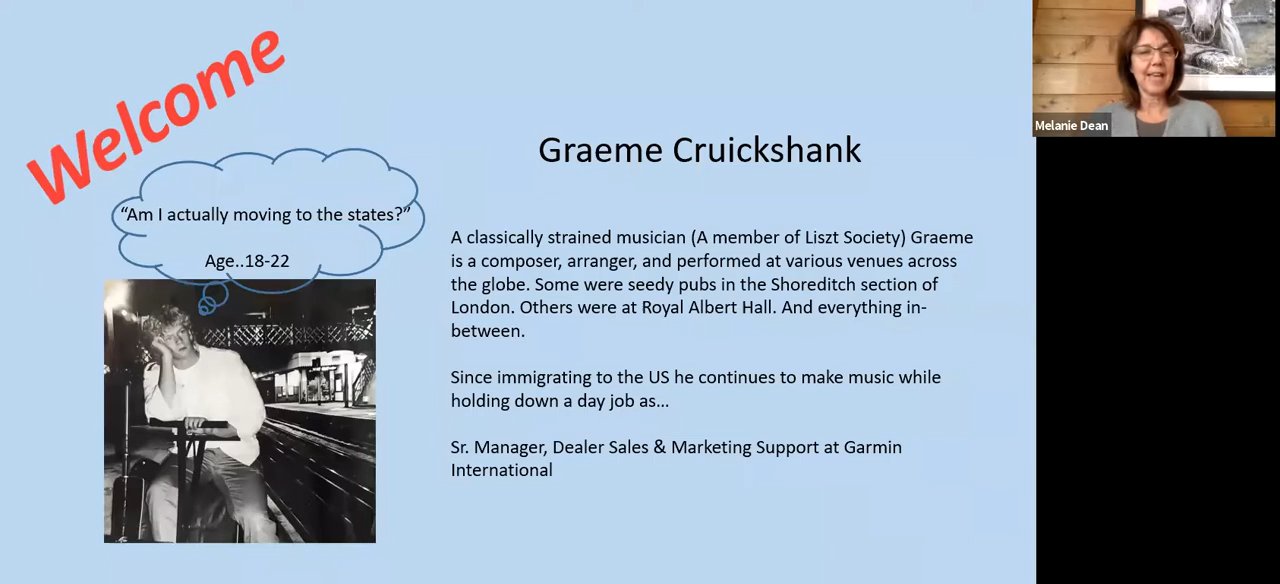 Welcome
Melanie Dean
Graeme Cruickshank
“Am I actually moving to the states?”
Age..18-22
A classically strained musician (A member of Liszt Society) Graeme
is a composer, arranger, and performed at various venues across
the globe. Some were seedy pubs in the Shoreditch section of
London. Others were at Royal Albert Hall. And everything in-
between.
Since immigrating to the US he continues to make music while
holding down a day job as...
Sr. Manager, Dealer Sales & Marketing Support at Garmin
International